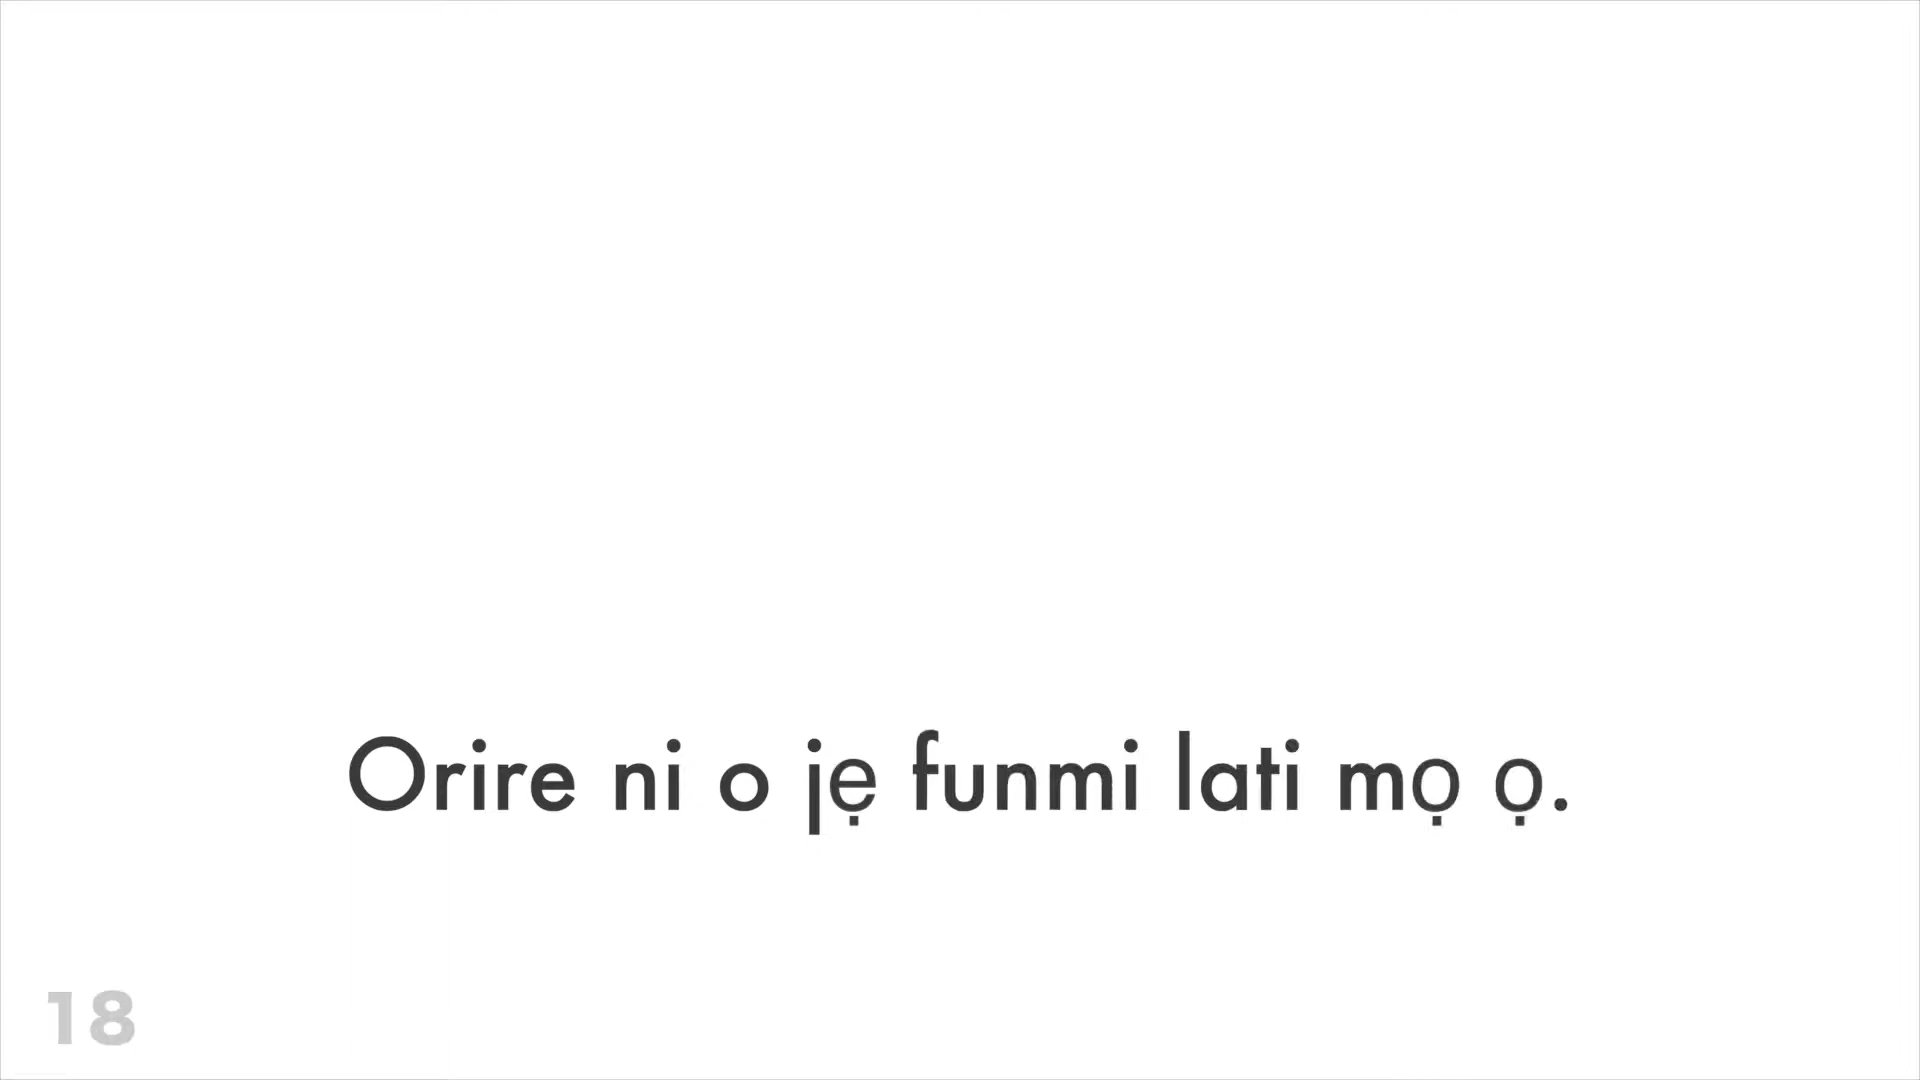 Orire ni o jẹ funmi lati mọ ọ.
18